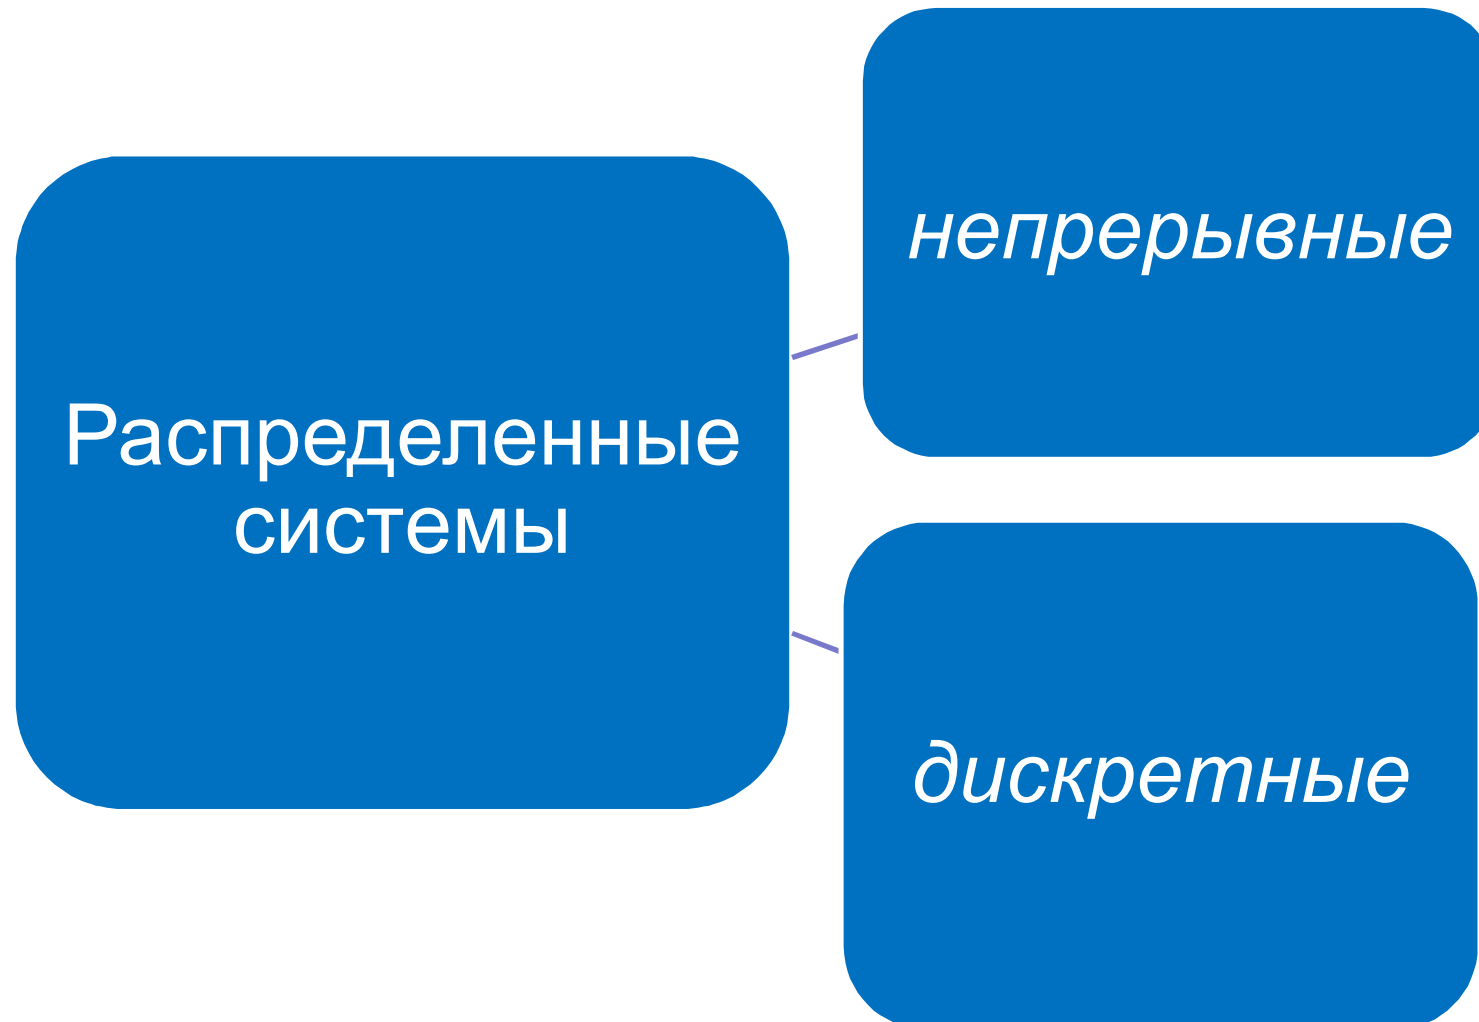 непрерывные
Распределенные
системы
дискретные